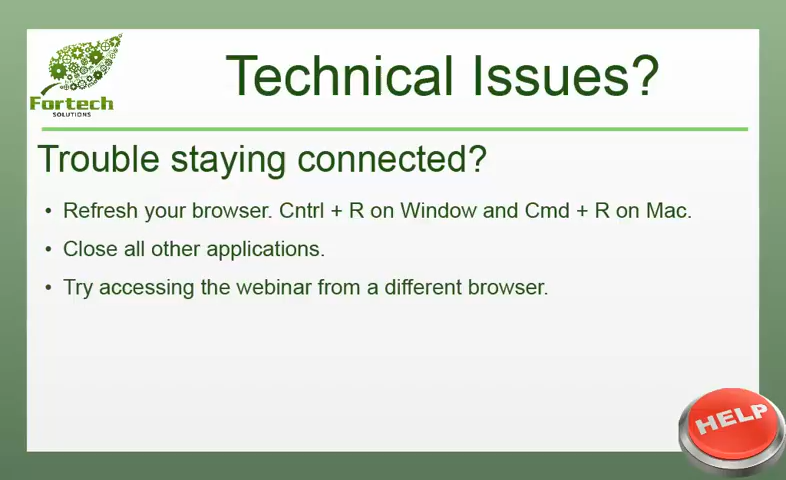 Fortech
SOLUTIONS
Technical Issues?
Trouble staying connected?
• Refresh your browser. Cntrl + R on Window and Cmd + R on Mac.
• Close all other applications.
• Try accessing the webinar from a different browser.
HELP